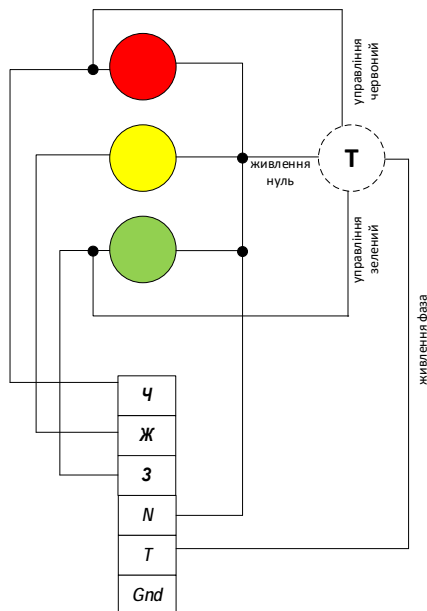 управління
червоний
T
живлення
нуль
управління
зелений
живлення фаза
Ч
Ж
З
N
T
Gnd